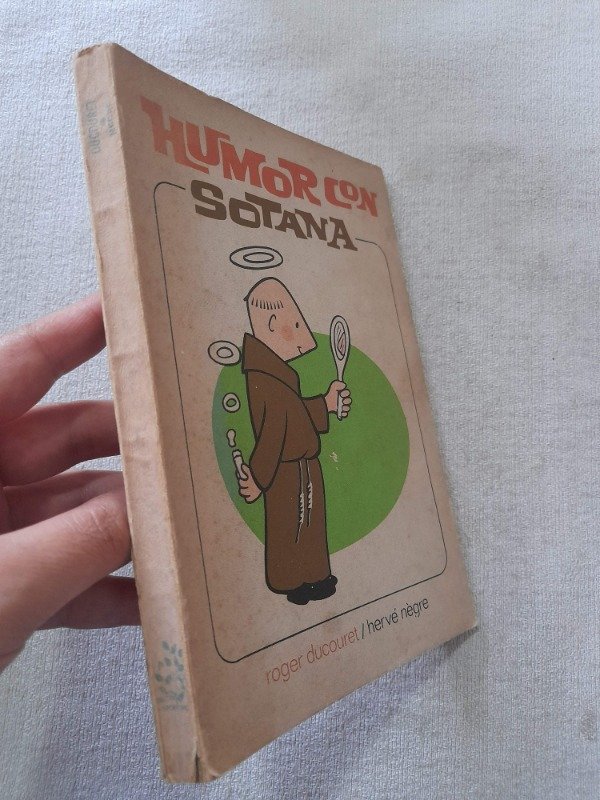 HUMOR CON
SOTANA
roger ducouret / hervé nègre